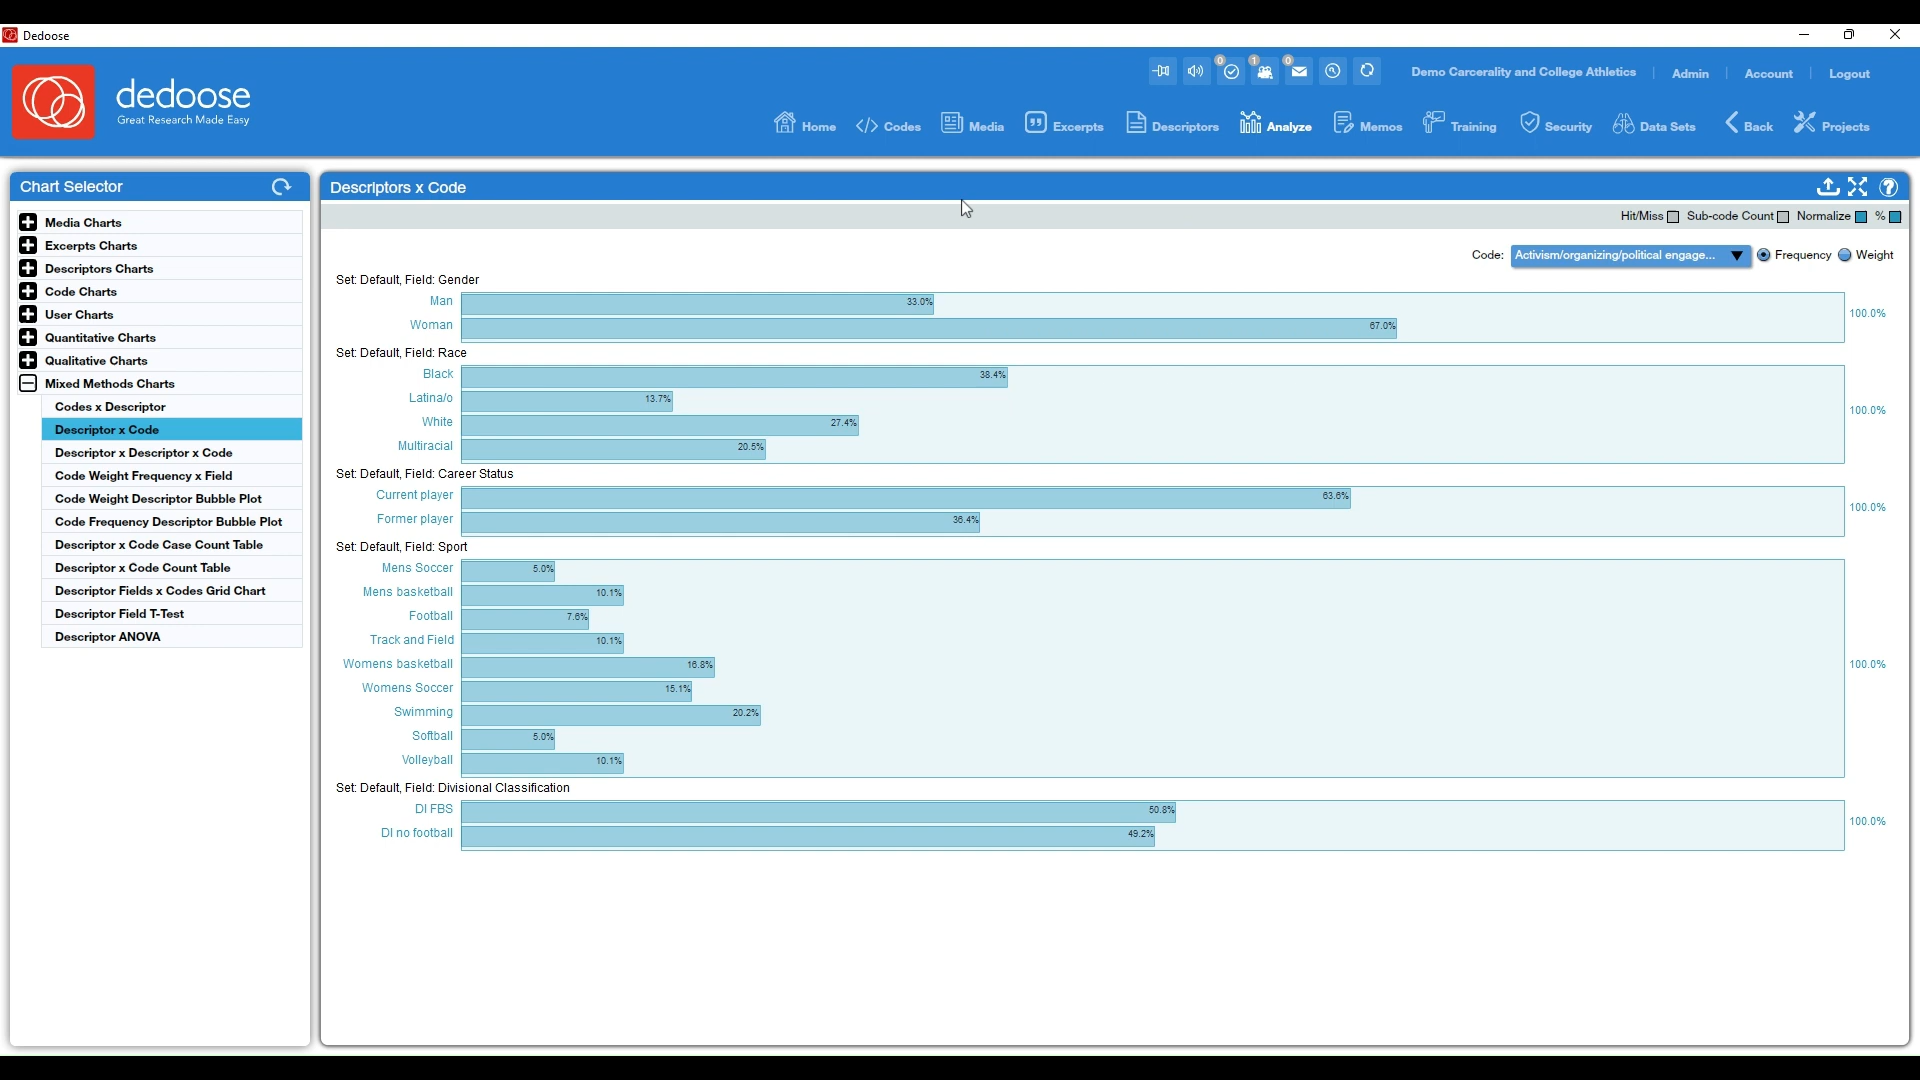 Dedoose
dedoose
Great Research Made Easy
0
1
0
Demo Carcerality and College Athletics
Admin
Account
Logout
Home
Codes
Media
Excerpts
Descriptors
Analyze
Memos
Training
Security
Data Sets
Back
Projects
Chart Selector
Media Charts
Excerpts Charts
Descriptors Charts
Code Charts
User Charts
Quantitative Charts
Qualitative Charts
Mixed Methods Charts
Codes x Descriptor
Descriptor x Code
Descriptor x Descriptor x Code
Code Weight Frequency x Field
Code Weight Descriptor Bubble Plot
Code Frequency Descriptor Bubble Plot
Descriptor x Code Case Count Table
Descriptor x Code Count Table
Descriptor Fields x Codes Grid Chart
Descriptor Field T-Test
Descriptor ANOVA
Descriptors x Code
Hit/Miss Sub-code Count Normalize %
Code: Activism/organizing/political engage... Frequency Weight
Set: Default, Field: Gender
Man 33.0%
Woman 67.0%
100.0%
Set: Default, Field: Race
Black 38.4%
Latina/o 13.7%
White 27.4%
Multiracial 20.5%
100.0%
Set: Default, Field: Career Status
Current player 63.6%
Former player 36.4%
100.0%
Set: Default, Field: Sport
Mens Soccer 5.0%
Mens basketball 10.1%
Football 7.6%
Track and Field 10.1%
Womens basketball 16.8%
Womens Soccer 15.1%
Swimming 20.2%
Softball 5.0%
Volleyball 10.1%
100.0%
Set: Default, Field: Divisional Classification
DI FBS 50.8%
DI no football 49.2%
100.0%